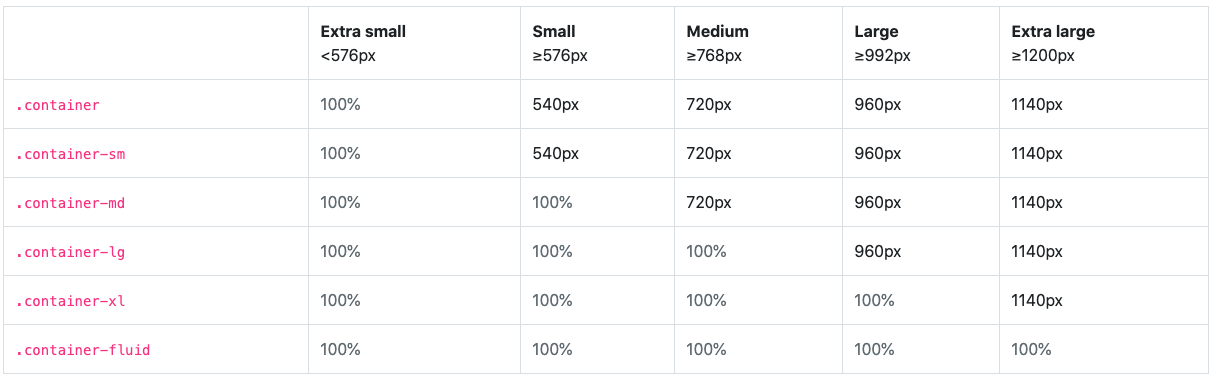 Extra small Small Medium Large Extra large
<576px ≥576px ≥768px ≥992px ≥1200px
.container 100% 540px 720px 960px 1140px
.container-sm 100% 540px 720px 960px 1140px
.container-md 100% 100% 720px 960px 1140px
.container-lg 100% 100% 100% 960px 1140px
.container-xl 100% 100% 100% 100% 1140px
.container-fluid 100% 100% 100% 100% 100%